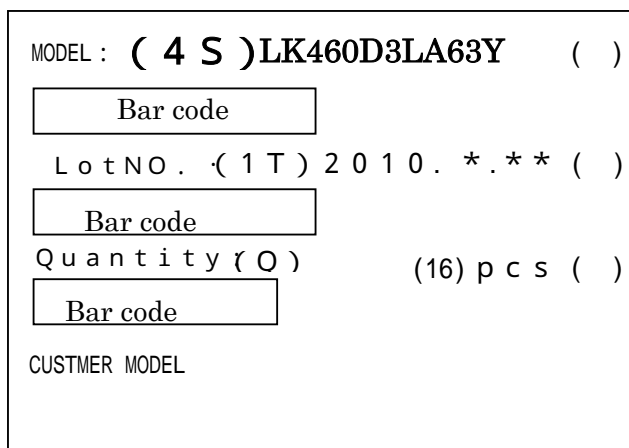 MODEL： (４Ｓ)LK460D3LA63Y (  )
Bar code
ＬｏｔＮＯ．・(１Ｔ)２０１０．＊.＊＊ (  )
Bar code
Ｑｕａｎｔｉｔｙ：(Ｑ) (16)ｐｃｓ (  )
Bar code
CUSTMER MODEL